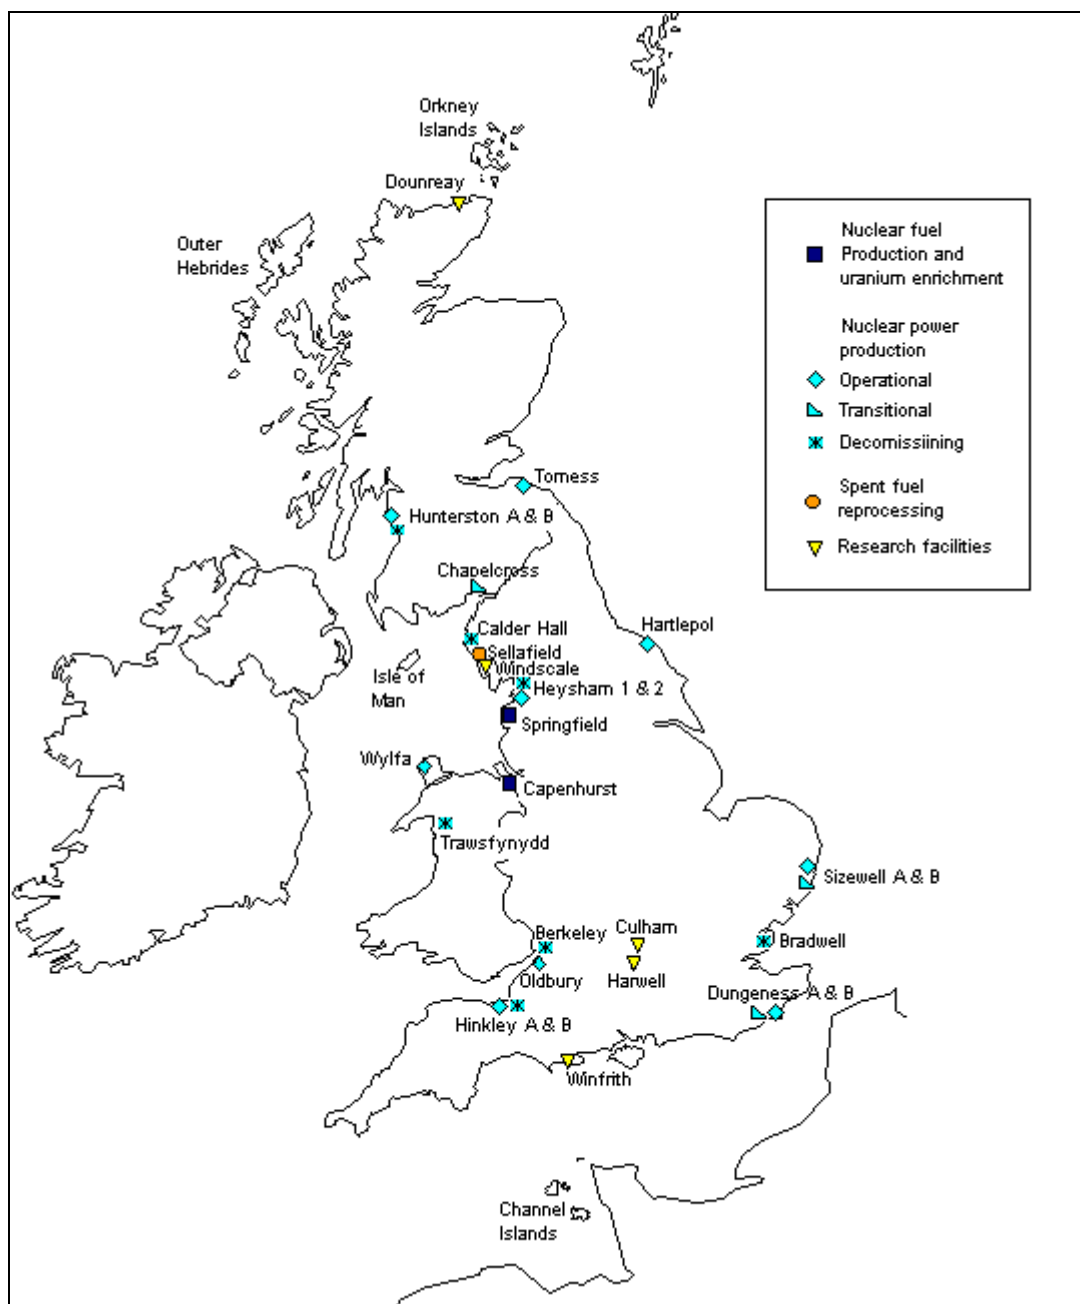 Orkney
Islands
Dounreay
Outer
Hebrides
Nuclear fuel
Production and
uranium enrichment
Nuclear power
production
Operational
Transitional
Decomissiining
Spent fuel
reprocessing
Research facilities
Torness
Hunterston A & B
Chapelcross
Calder Hall
Hartlepol
Sellafield
Windscale
Isle of
Man
Heysham 1 & 2
Springfield
Wylfa
Capenhurst
Trawsfynydd
Sizewell A & B
Berkeley
Culham
Bradwell
Oldbury
Harwell
Dungeness A & B
Hinkley A & B
Winfrith
Channel
Islands